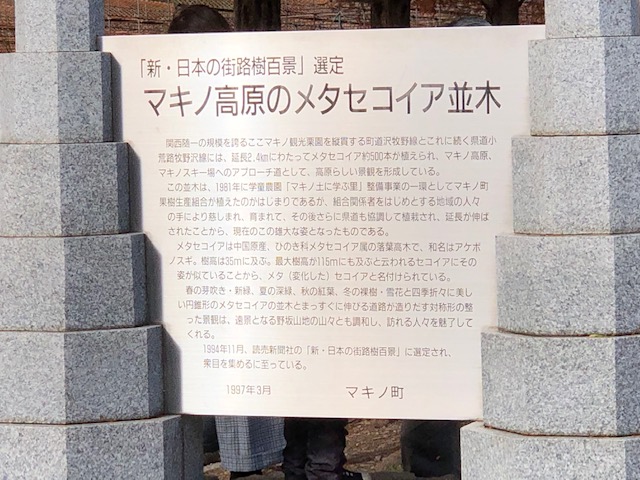 「新・日本の街路樹百景」選定
マキノ高原のメタセコイア並木
関西随一の規模を誇るここマキノ観光栗園を縦貫する町道沢牧野線とこれに続く県道小
荒路牧野沢線には、延長2.4kmにわたってメタセコイア約500本が植えられ、マキノ高原、
マキノスキー場へのアプローチ道として、高原らしい景観を形成している。
この並木は、1981年に学童農園「マキノ土に学ぶ里」整備事業の一環としてマキノ町
果樹生産組合が植えたのがはじまりであるが、組合関係者をはじめとする地域の人々
の手により慈しまれ、育まれて、その後さらに県道も協調して植栽され、延長が伸ば
されたことから、現在のこの雄大な姿となったものである。
メタセコイアは中国原産、ひのき科メタセコイア属の落葉高木で、和名はアケボ
ノスギ。樹高は35mに及ぶ。最大樹高が115mにも及ぶと云われるセコイアにその
姿が似ていることから、メタ（変化した）セコイアと名付けられている。
春の芽吹き・新緑、夏の深緑、秋の紅葉、冬の裸樹・雪花と四季折々に美し
い円錐形のメタセコイアの並木とまっすぐに伸びる道路が造りだす対称形の整
った景観は、遠景となる野坂山地の山々とも調和し、訪れる人々を魅了して
くれる。
1994年11月、読売新聞社の「新・日本の街路樹百景」に選定され、
衆目を集めるに至っている。
1997年3月 マキノ町